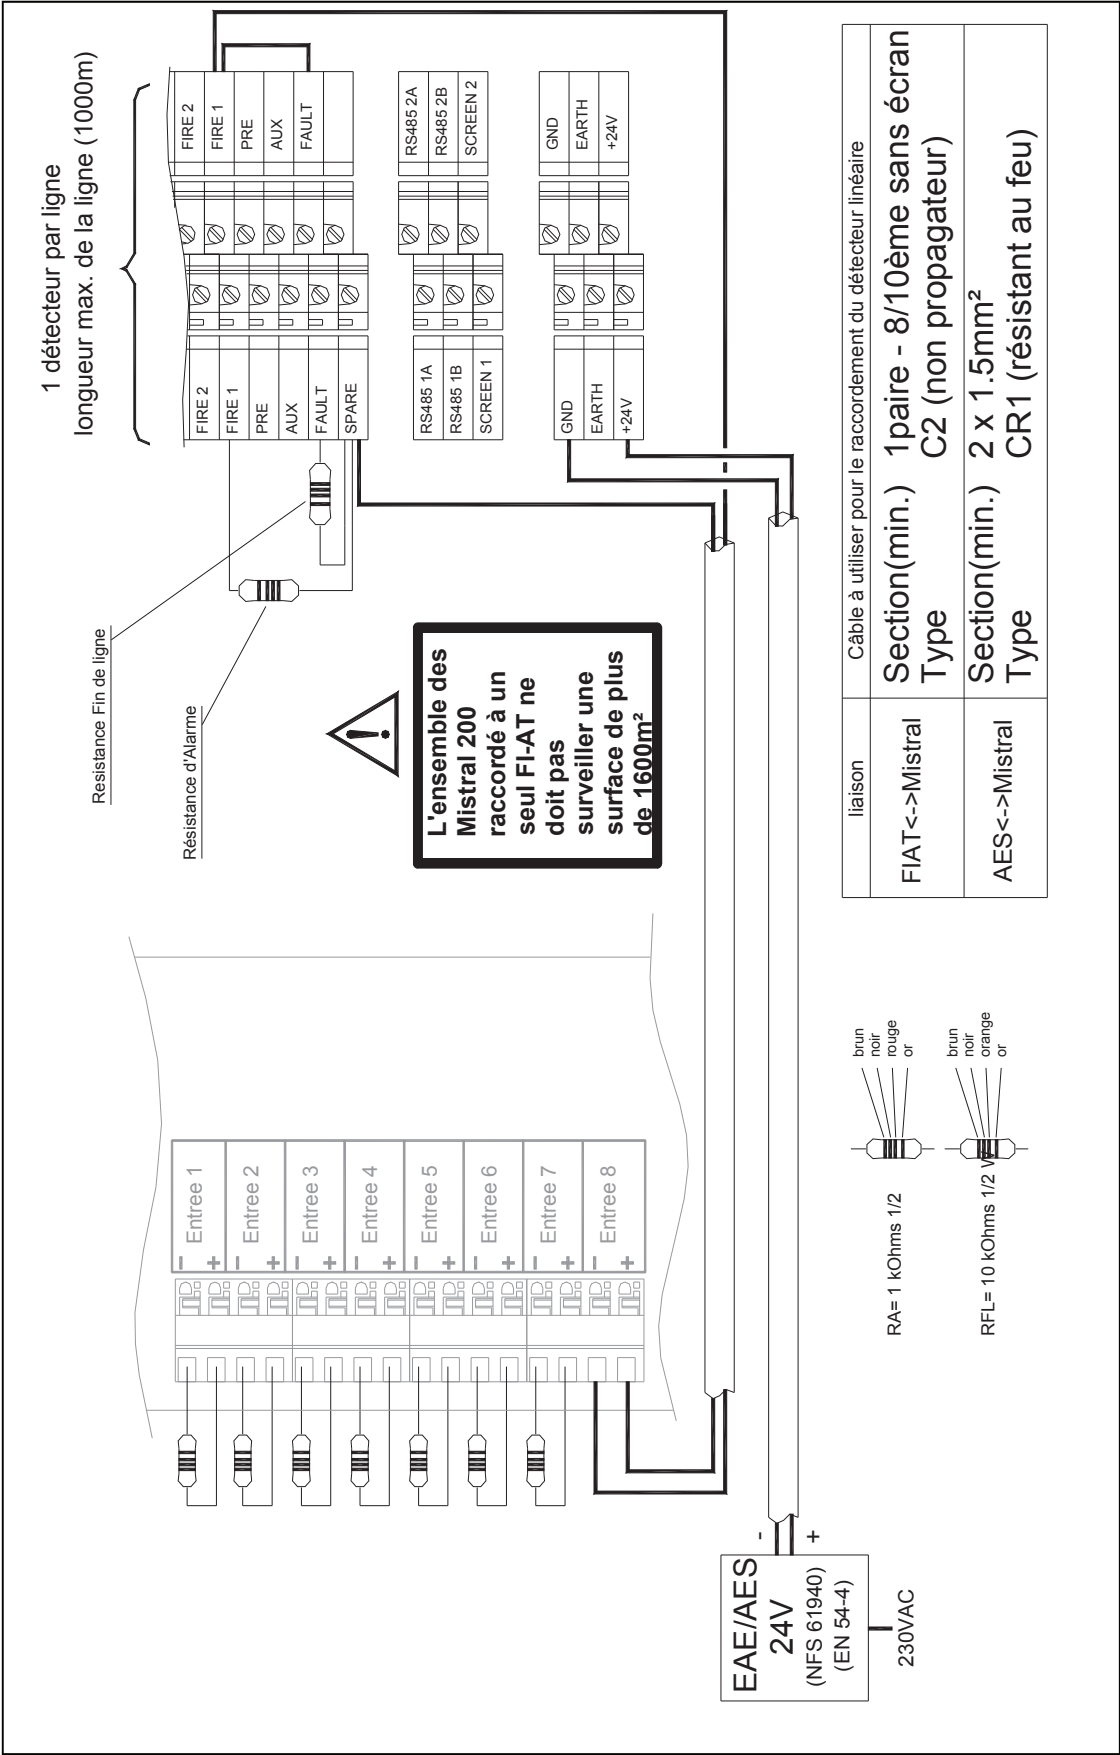 1 détecteur par ligne
longueur max. de la ligne (1000m)
FIRE 2
FIRE 1
PRE
AUX
FAULT
RS485 2A
RS485 2B
SCREEN 2
GND
EARTH
+24V
FIRE 2
FIRE 1
PRE
AUX
FAULT
SPARE
RS485 1A
RS485 1B
SCREEN 1
GND
EARTH
+24V
Resistance Fin de ligne
Résistance d'Alarme
L'ensemble des
Mistral 200
raccordé à un
seul FI-AT ne
doit pas
surveiller une
surface de plus
de 1600m²
Entree 1
Entree 2
Entree 3
Entree 4
Entree 5
Entree 6
Entree 7
Entree 8
- +
- +
- +
- +
- +
- +
- +
- +
EAE/AES
24V
(NFS 61940)
(EN 54-4)
-
+
230VAC
RA= 1 kOhms 1/2
brun
noir
rouge
or
RFL= 10 kOhms 1/2 W
brun
noir
orange
or
liaison
Câble à utiliser pour le raccordement du détecteur linéaire
FIAT<->Mistral
Section(min.) 1paire - 8/10ème sans écran
Type C2 (non propagateur)
AES<->Mistral
Section(min.) 2 x 1.5mm²
Type CR1 (résistant au feu)